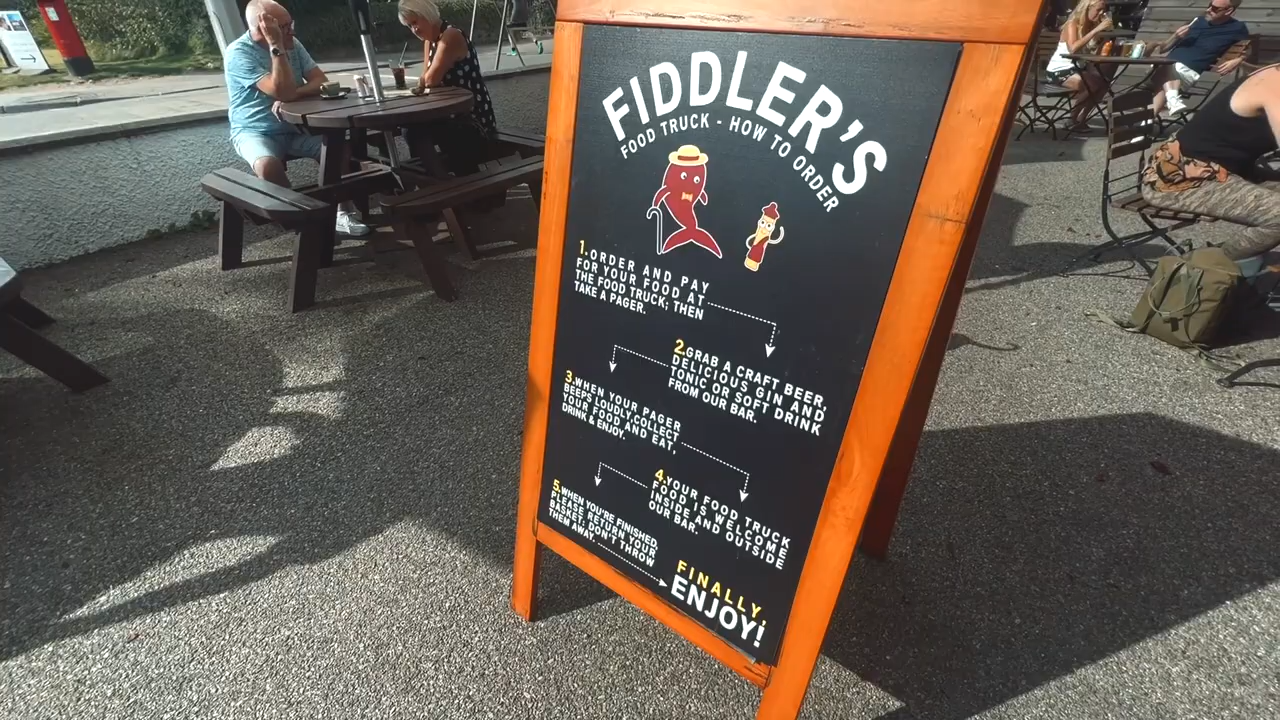 FIDDLER'S
FOOD TRUCK - HOW TO ORDER
1.ORDER AND PAY
FOR YOUR FOOD AT
THE FOOD TRUCK; THEN
TAKE A PAGER.
2.GRAB A CRAFT BEER,
DELICIOUS GIN AND
TONIC OR SOFT DRINK
FROM OUR BAR.
3.WHEN YOUR PAGER
BEEPS LOUDLY,COLLECT
YOUR FOOD AND EAT,
DRINK & ENJOY.
4.YOUR FOOD TRUCK
FOOD IS WELCOME
INSIDE AND OUTSIDE
OUR BAR.
5.WHEN YOU'RE FINISHED,
PLEASE RETURN YOUR
BASKET; DON'T THROW
THEM AWAY.
FINALLY,
ENJOY!